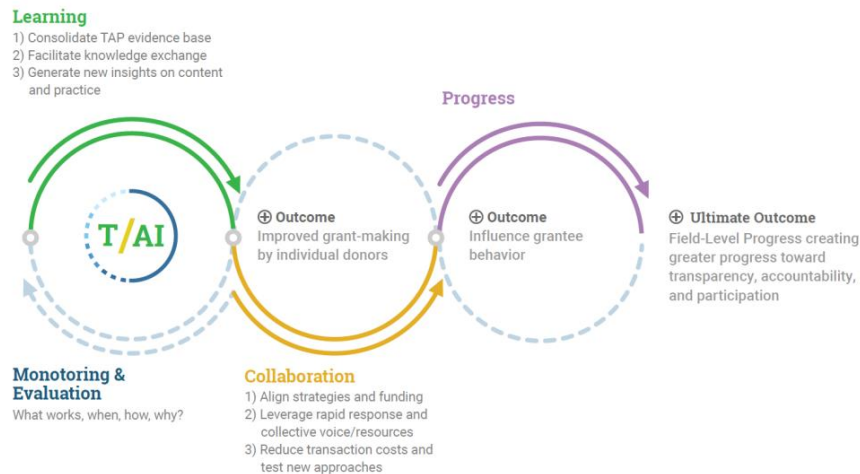 Learning
1) Consolidate TAP evidence base
2) Facilitate knowledge exchange
3) Generate new insights on content
and practice
Progress
T/AI
Outcome
Improved grant-making
by individual donors
Outcome
Influence grantee
behavior
Ultimate Outcome
Field-Level Progress creating
greater progress toward
transparency, accountability,
and participation
Monotoring &
Evaluation
What works, when, how, why?
Collaboration
1) Align strategies and funding
2) Leverage rapid response and
collective voice/resources
3) Reduce transaction costs and
test new approaches